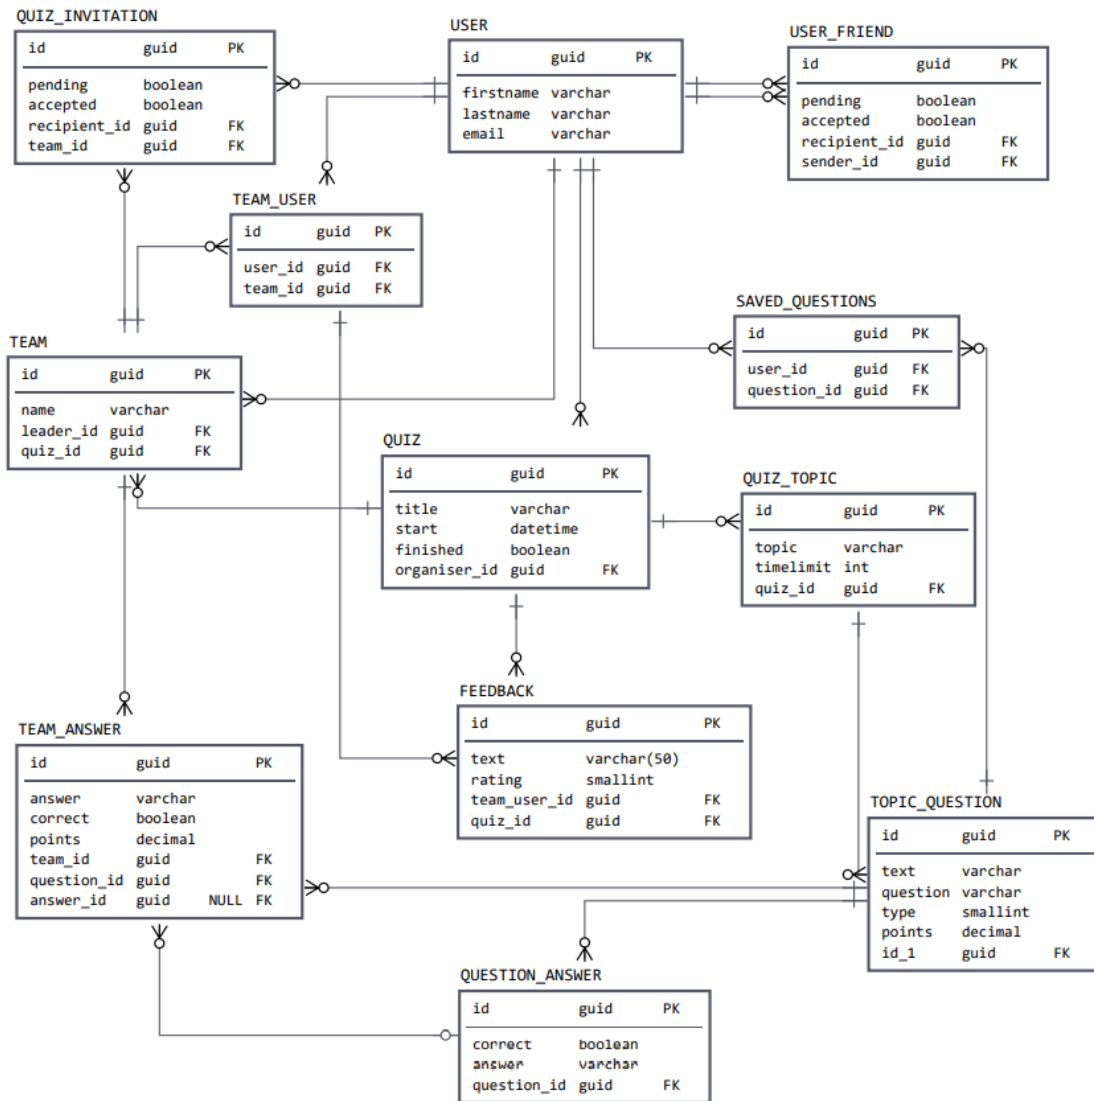 QUIZ_INVITATION
id guid PK
pending boolean
accepted boolean
recipient_id guid FK
team_id guid FK
USER
id guid PK
firstname varchar
lastname varchar
email varchar
USER_FRIEND
id guid PK
pending boolean
accepted boolean
recipient_id guid FK
sender_id guid FK
TEAM_USER
id guid PK
user_id guid FK
team_id guid FK
SAVED_QUESTIONS
id guid PK
user_id guid FK
question_id guid FK
TEAM
id guid PK
name varchar
leader_id guid FK
quiz_id guid FK
QUIZ
id guid PK
title varchar
start datetime
finished boolean
organiser_id guid FK
QUIZ_TOPIC
id guid PK
topic varchar
timelimit int
quiz_id guid FK
FEEDBACK
id guid PK
text varchar(50)
rating smallint
team_user_id guid FK
quiz_id guid FK
TEAM_ANSWER
id guid PK
answer varchar
correct boolean
points decimal
team_id guid FK
question_id guid FK
answer_id guid NULL FK
TOPIC_QUESTION
id guid PK
text varchar
question varchar
type smallint
points decimal
id_1 guid FK
QUESTION_ANSWER
id guid PK
correct boolean
answer varchar
question_id guid FK